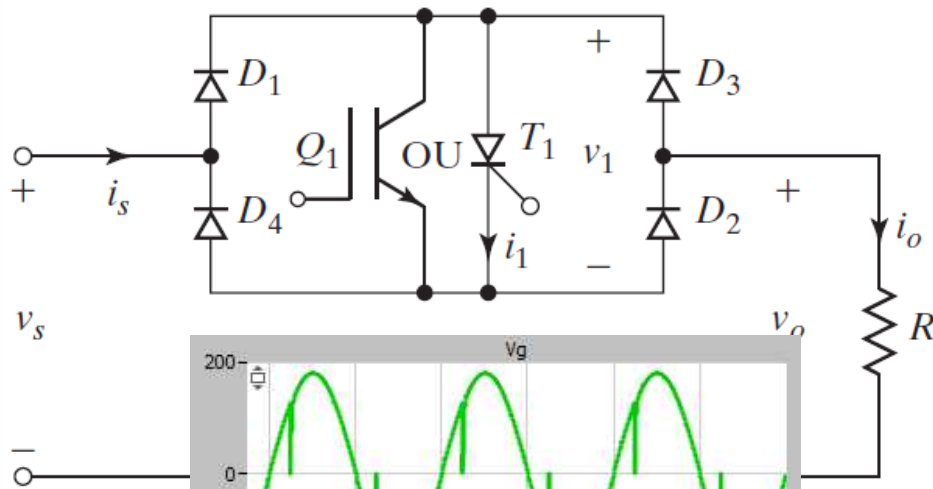 +
D1
D3
Q1
OU
T1
v1
+
is
+
D4
D2
i1
io
−
vs
vo
R
Vg
200
−
0